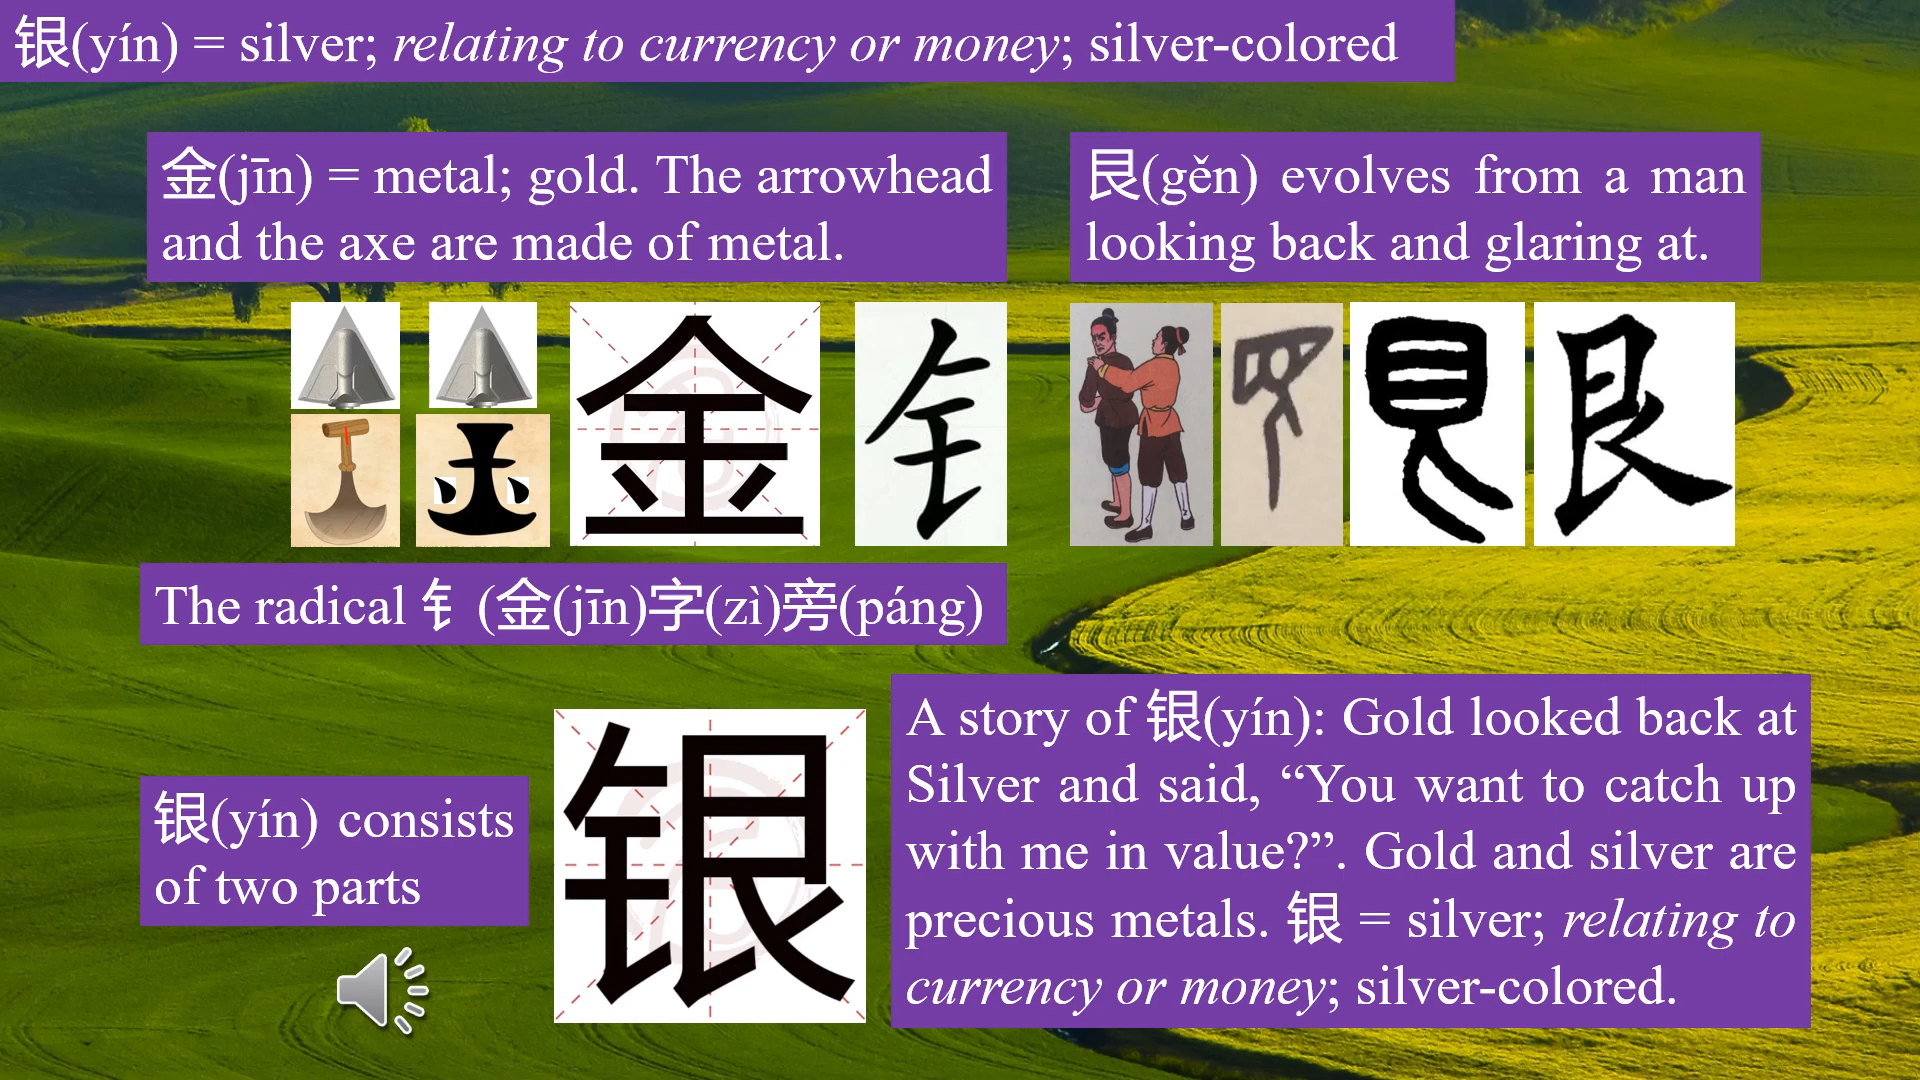 银(yín) = silver; relating to currency or money; silver-colored
金(jīn) = metal; gold. The arrowhead
and the axe are made of metal.
艮(gěn) evolves from a man
looking back and glaring at.
金
钅
艮
The radical 钅(金(jīn)字(zì)旁(páng)
银(yín) consists
of two parts
银
A story of 银(yín): Gold looked back at
Silver and said, “You want to catch up
with me in value?”. Gold and silver are
precious metals. 银 = silver; relating to
currency or money; silver-colored.